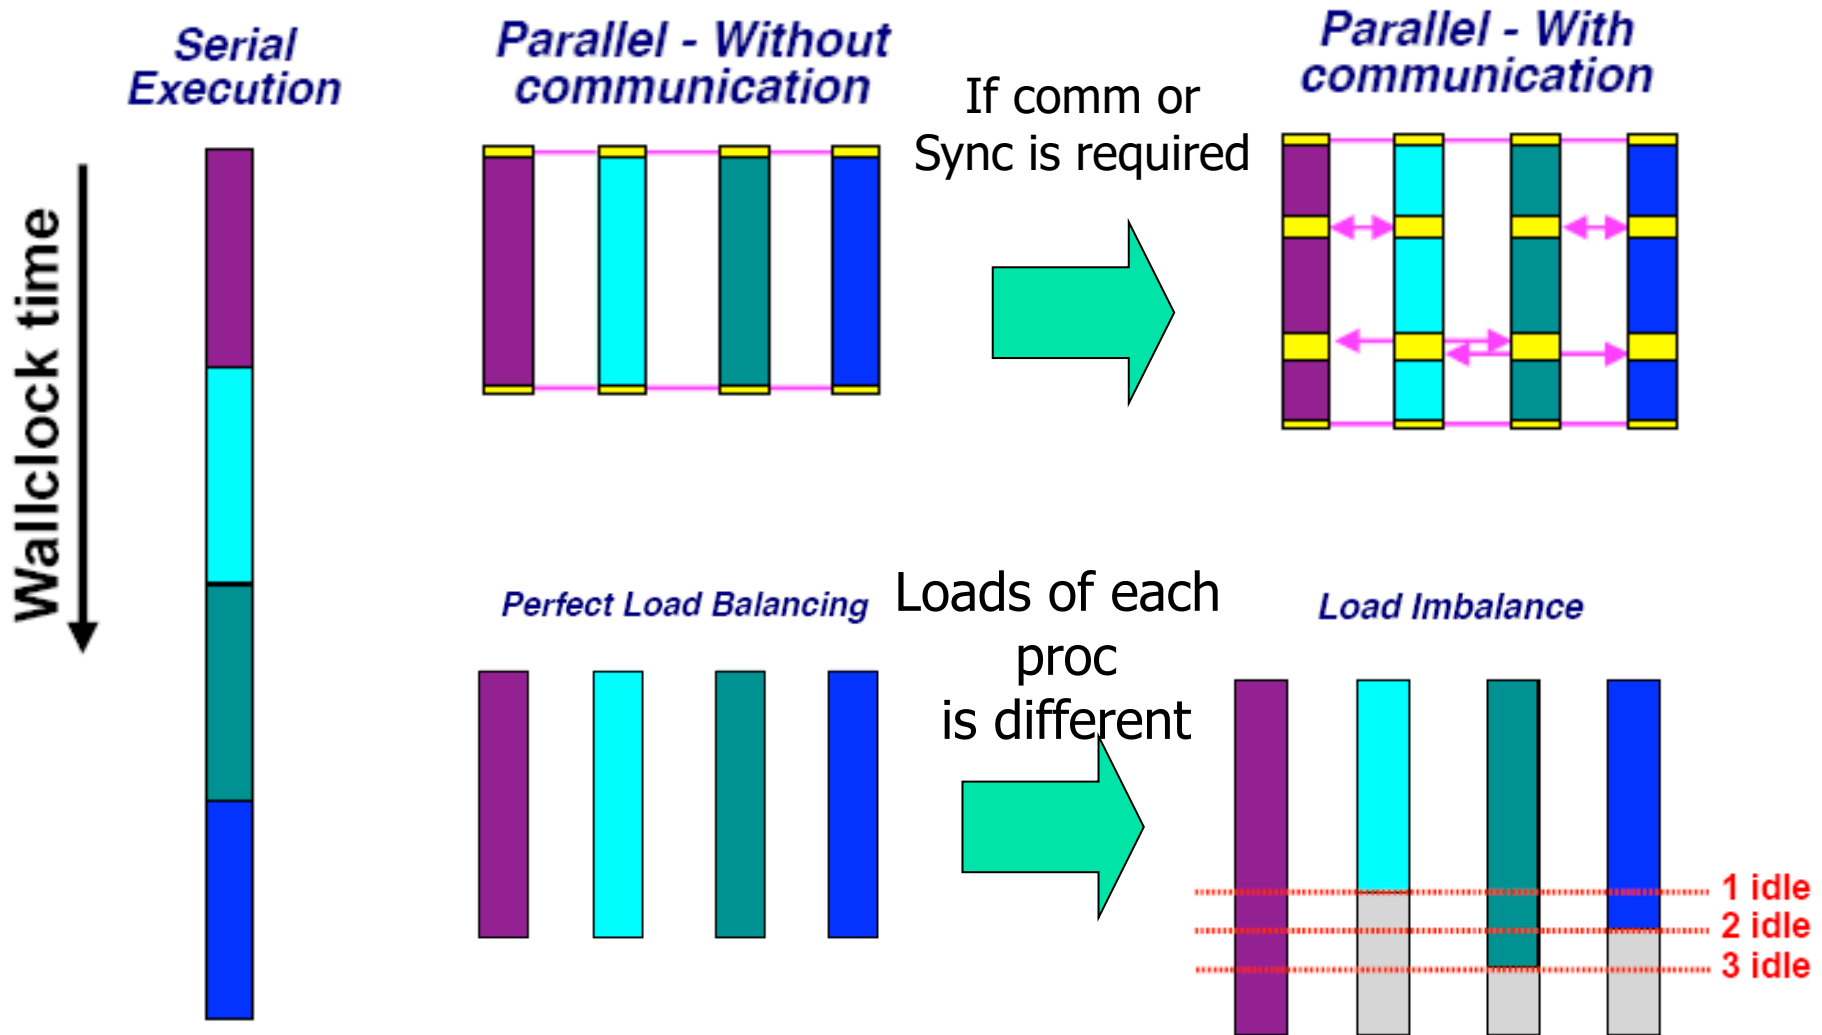 Serial
Execution
Parallel - Without
communication
If comm or
Sync is required
Parallel - With
communication
Wallclock time
Perfect Load Balancing
Loads of each
proc
is different
Load Imbalance
1 idle
2 idle
3 idle